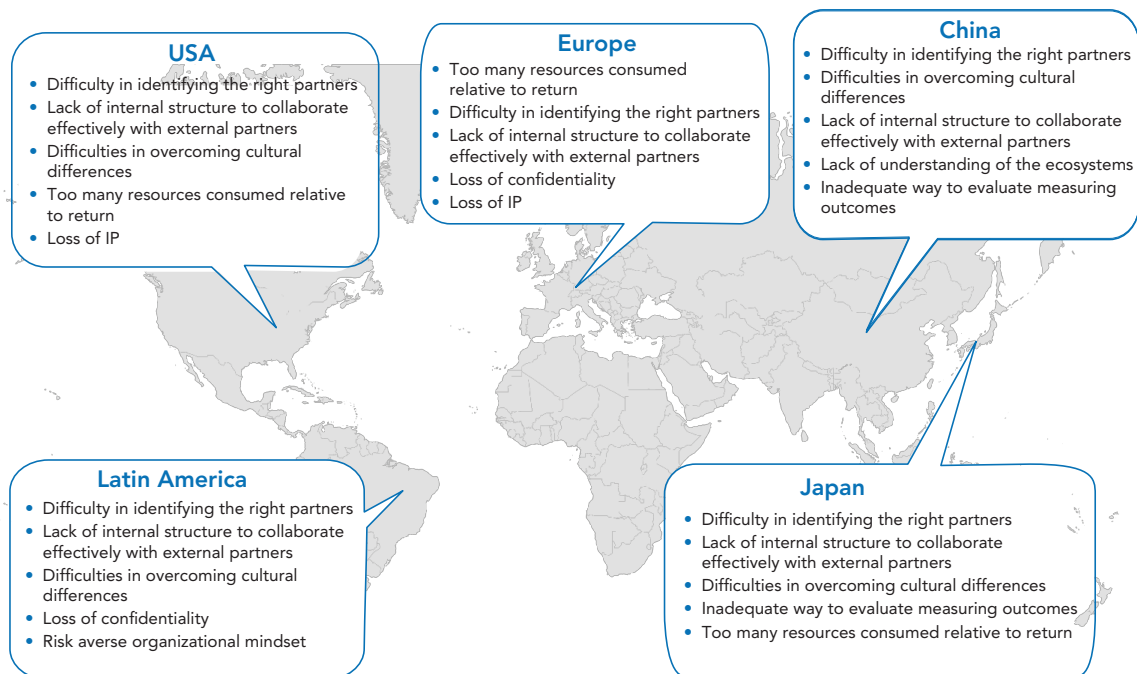 USA
• Difficulty in identifying the right partners
• Lack of internal structure to collaborate
effectively with external partners
• Difficulties in overcoming cultural
differences
• Too many resources consumed relative
to return
• Loss of IP
Europe
• Too many resources consumed
relative to return
• Difficulty in identifying the right partners
• Lack of internal structure to collaborate
effectively with external partners
• Loss of confidentiality
• Loss of IP
China
• Difficulty in identifying the right partners
• Difficulties in overcoming cultural
differences
• Lack of internal structure to collaborate
effectively with external partners
• Lack of understanding of the ecosystems
• Inadequate way to evaluate measuring
outcomes
Latin America
• Difficulty in identifying the right partners
• Lack of internal structure to collaborate
effectively with external partners
• Difficulties in overcoming cultural
differences
• Loss of confidentiality
• Risk averse organizational mindset
Japan
• Difficulty in identifying the right partners
• Lack of internal structure to collaborate
effectively with external partners
• Difficulties in overcoming cultural differences
• Inadequate way to evaluate measuring outcomes
• Too many resources consumed relative to return